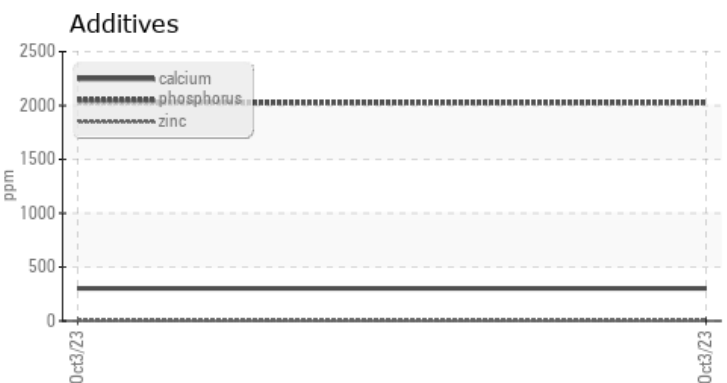 Additives
2500
calcium
phosphorus
2000
zinc
1500
ppm
1000
500
0
Oct3/23
Oct3/23